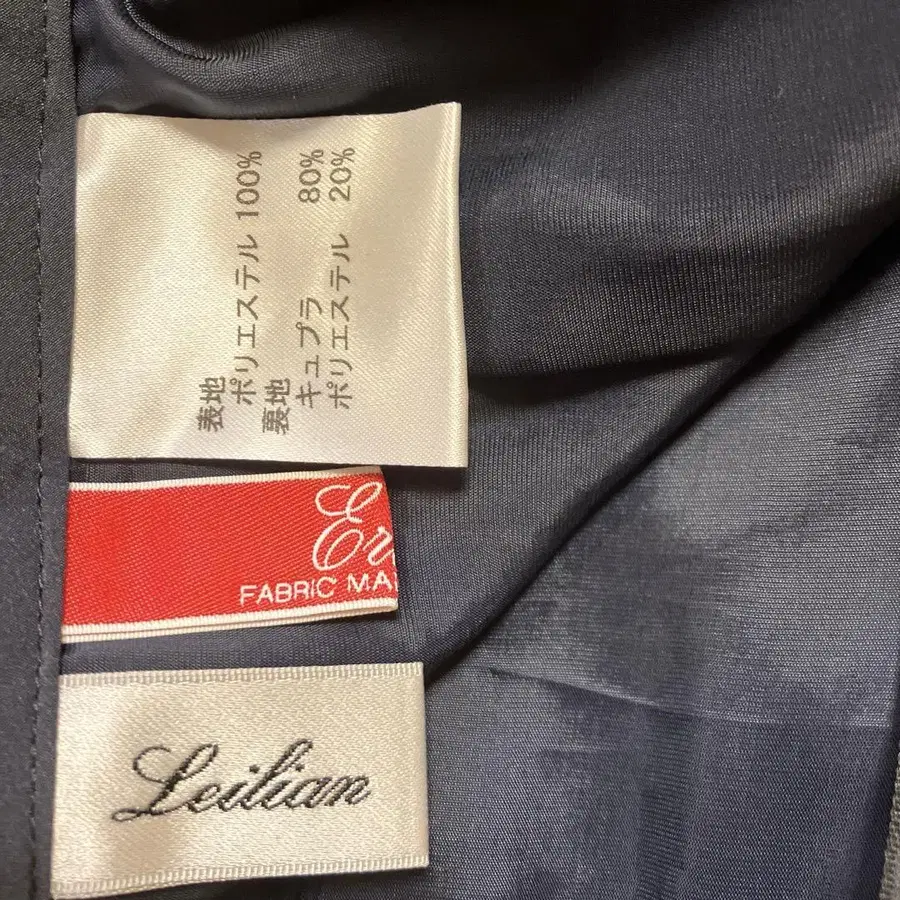 表地
ポリエステル 100%
裏地
キュプラ 80%
ポリエステル 20%
Er
FABRIC MA
Leilian